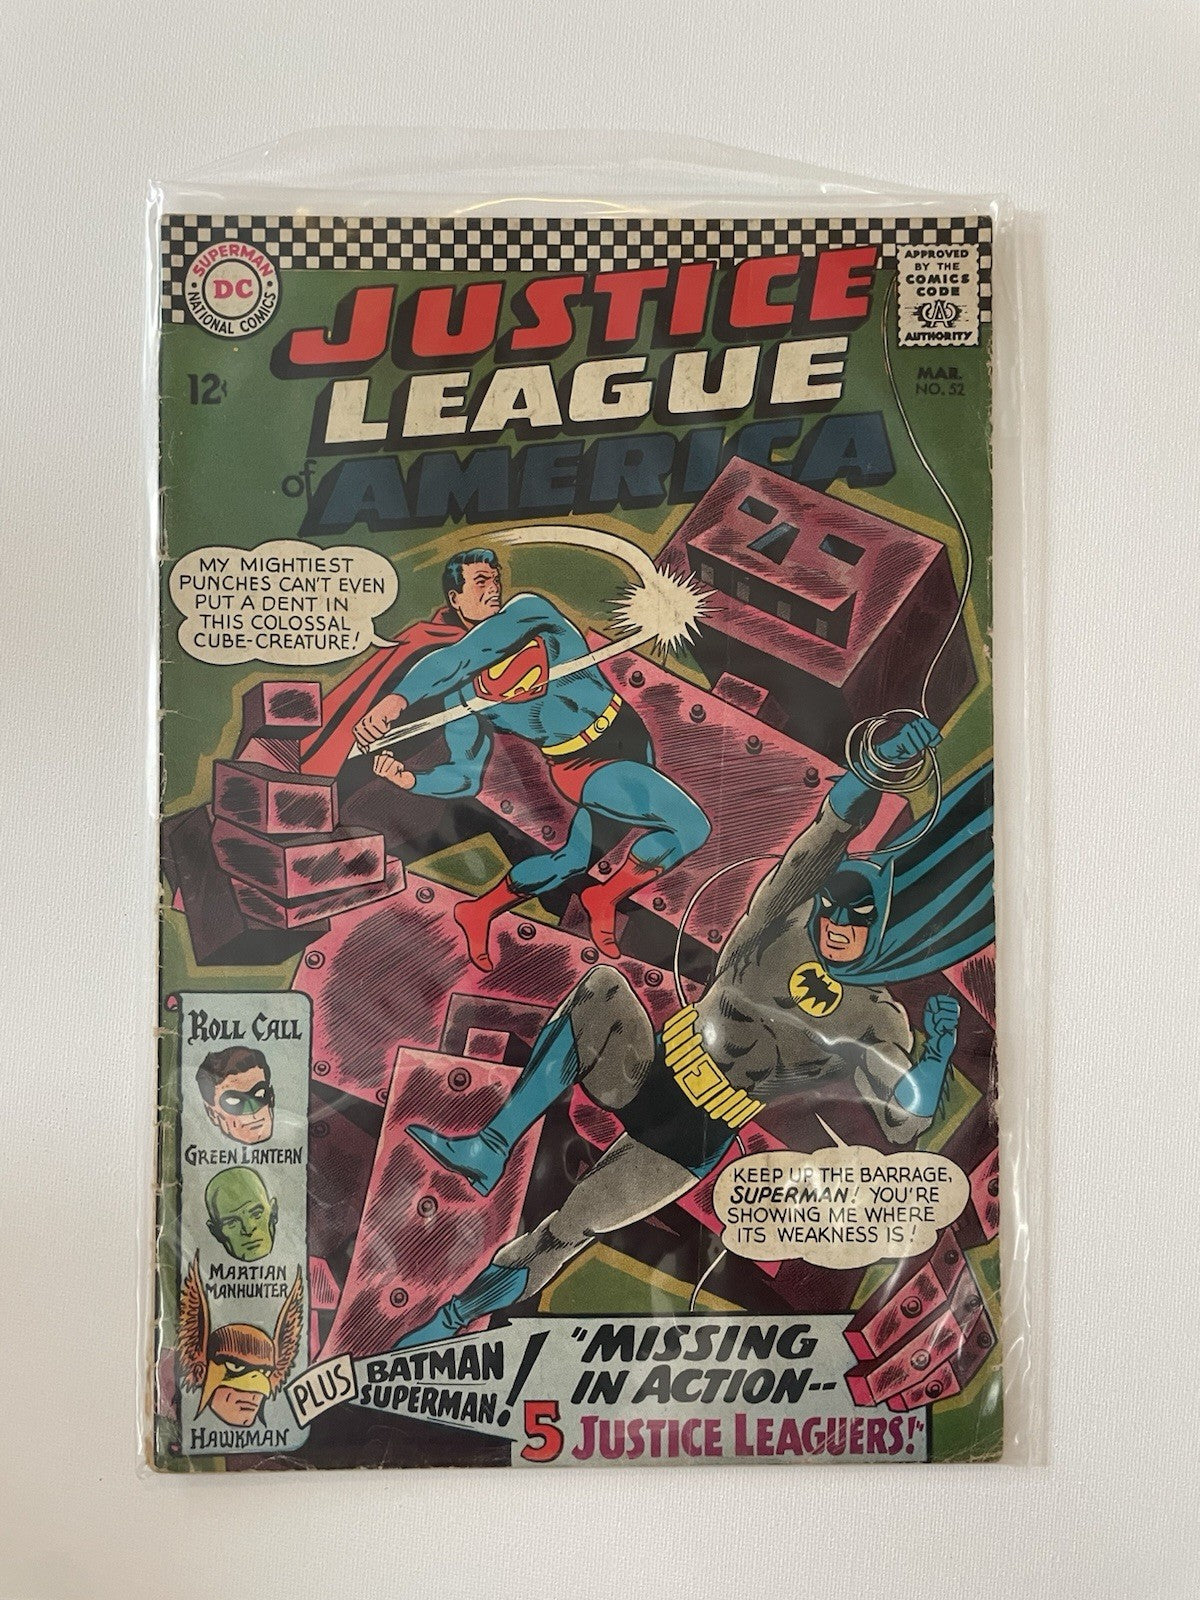 SUPERMAN
DC
NATIONAL COMICS
JUSTICE
LEAGUE
of AMERICA
APPROVED
BY THE
COMICS
CODE
CA
AUTHORITY
12¢
MAR.
NO. 52
MY MIGHTIEST
PUNCHES CAN'T EVEN
PUT A DENT IN
THIS COLOSSAL
CUBE-CREATURE!
ROLL CALL
GREEN LANTERN
MARTIAN
MANHUNTER
HAWKMAN
KEEP UP THE BARRAGE,
SUPERMAN! YOU'RE
SHOWING ME WHERE
ITS WEAKNESS IS!
PLUS
BATMAN
SUPERMAN!
"MISSING
IN ACTION--
5 JUSTICE LEAGUERS!"